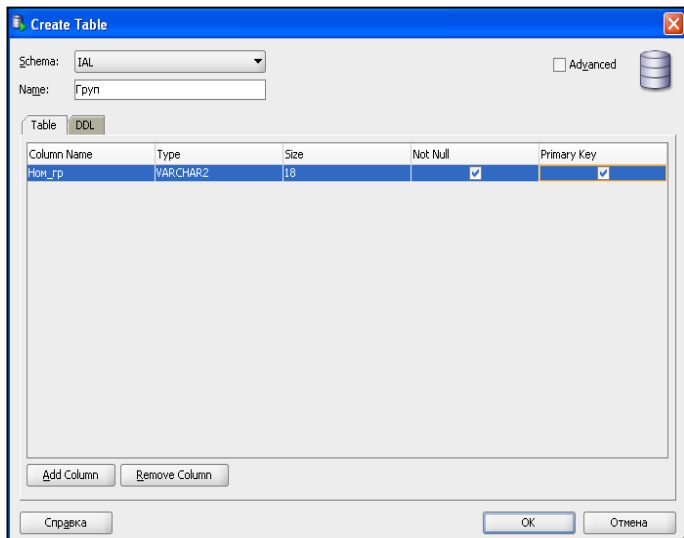 Create Table
Schema: IAL Advanced
Name: Груп
Table DDL
Column Name Type Size Not Null Primary Key
Ном_гр VARCHAR2 18
Add Column Remove Column
Справка OK Отмена